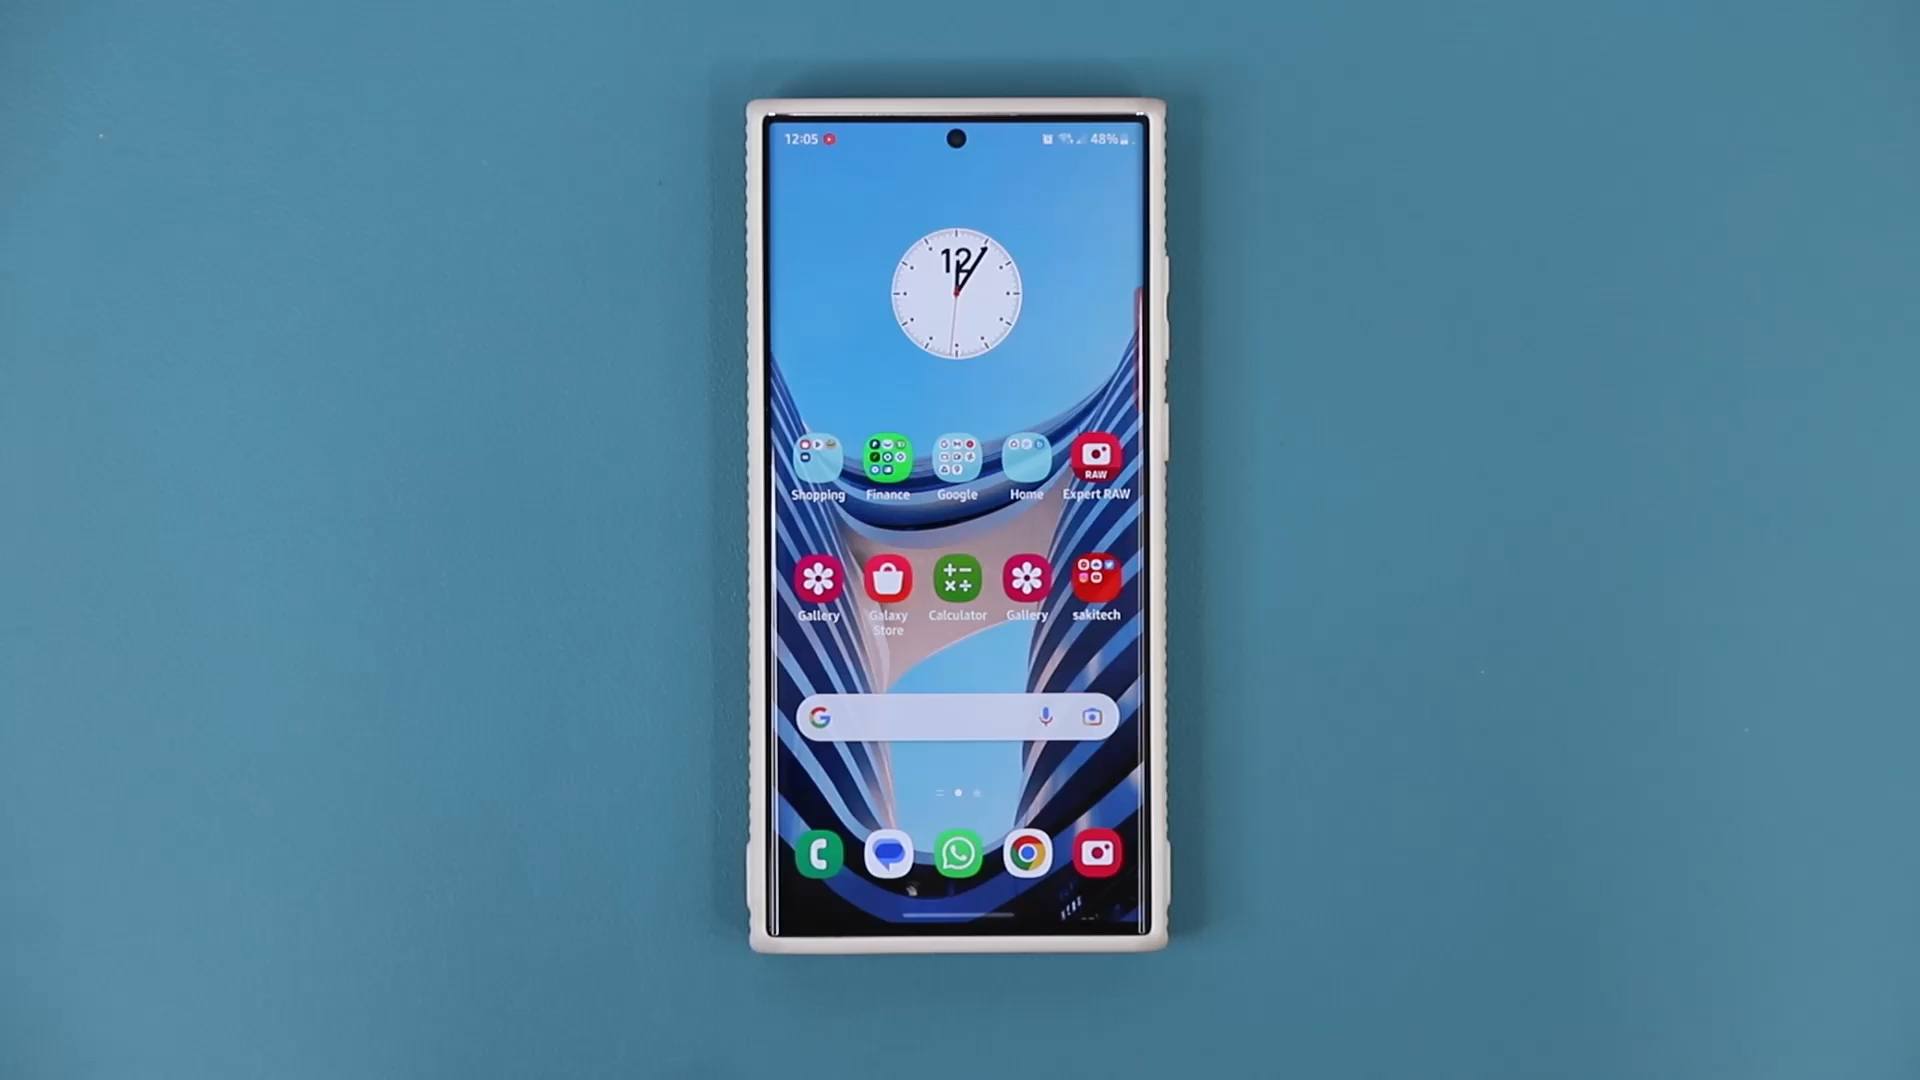 12:05 48%
12
Shopping Finance Google Home Expert RAW
RAW
Gallery Galaxy Store Calculator Gallery sakitech
G